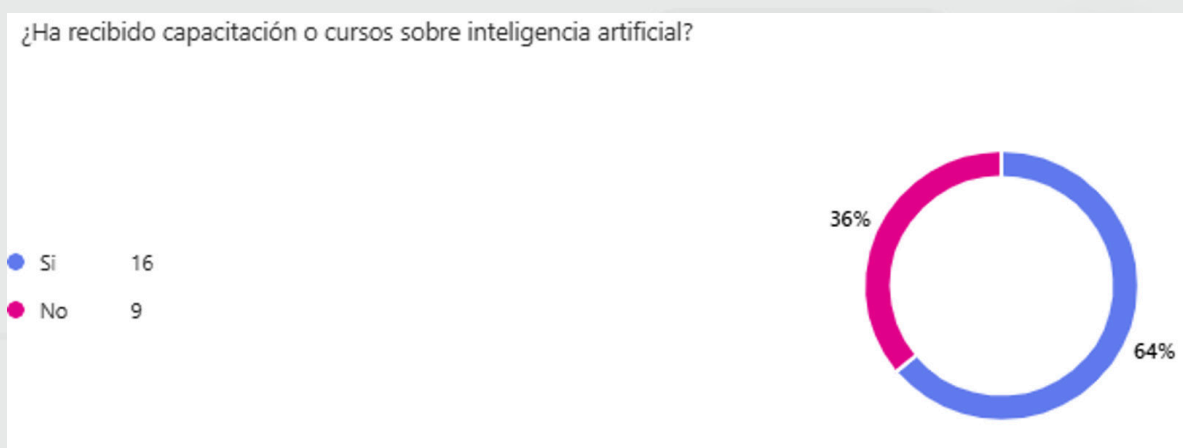 ¿Ha recibido capacitación o cursos sobre inteligencia artificial?
36%
Si 16
No 9
64%